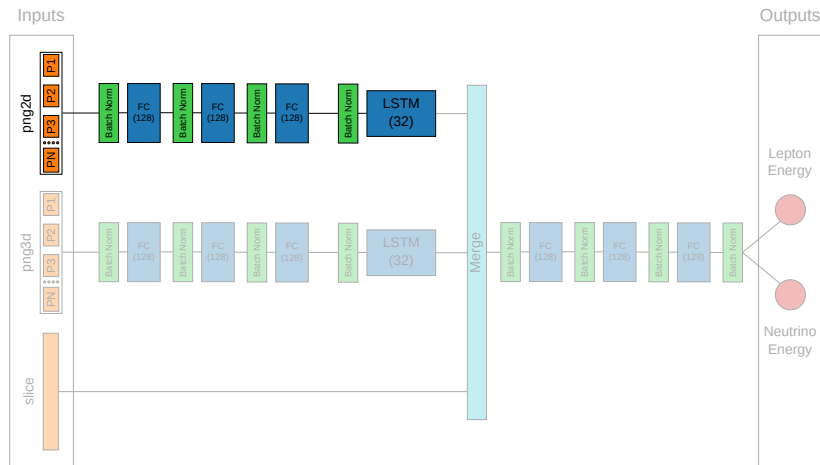 Inputs
Outputs
png2d
P1
P2
P3
PN
Batch Norm
FC
(128)
Batch Norm
FC
(128)
Batch Norm
FC
(128)
Batch Norm
LSTM
(32)
png3d
P1
P2
P3
PN
Batch Norm
FC
(128)
Batch Norm
FC
(128)
Batch Norm
FC
(128)
Batch Norm
LSTM
(32)
slice
Merge
Batch Norm
FC
(128)
Batch Norm
FC
(128)
Batch Norm
FC
(128)
Batch Norm
Lepton
Energy
Neutrino
Energy